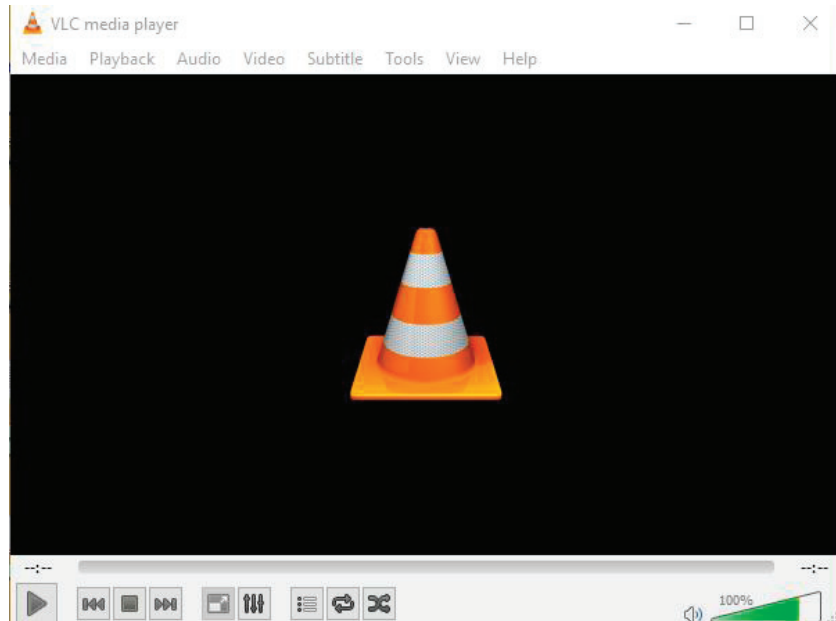 VLC media player
Media Playback Audio Video Subtitle Tools View Help
--:-- --:--
100%